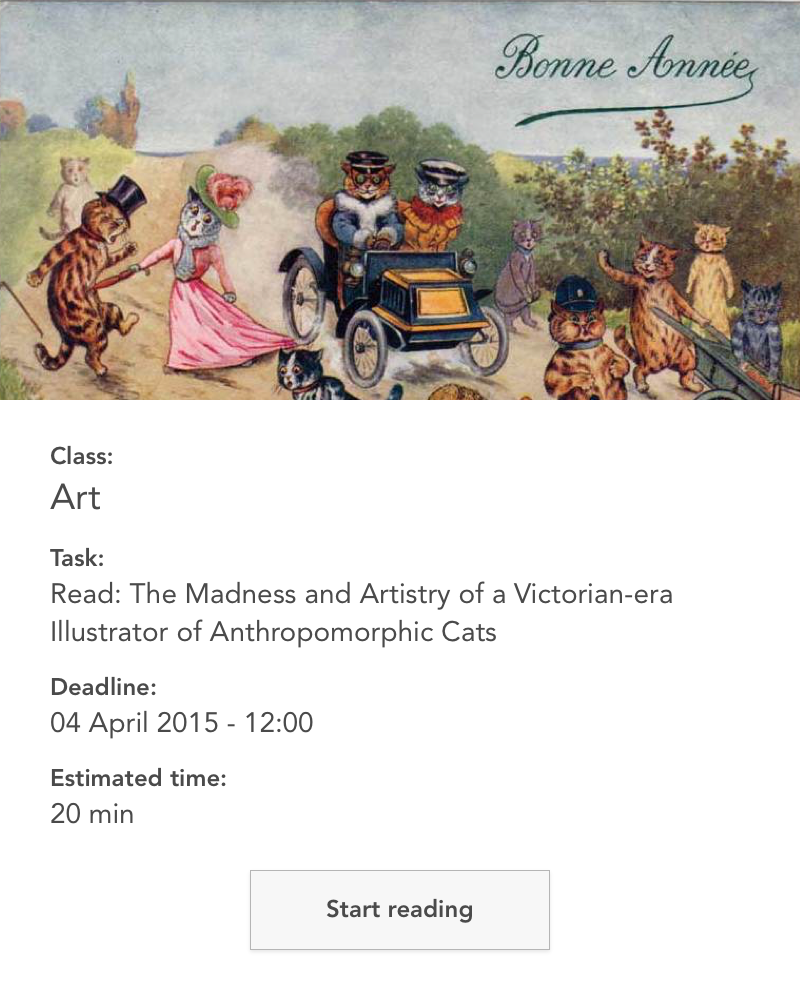 Bonne Année
Class:
Art
Task:
Read: The Madness and Artistry of a Victorian-era
Illustrator of Anthropomorphic Cats
Deadline:
04 April 2015 - 12:00
Estimated time:
20 min
Start reading